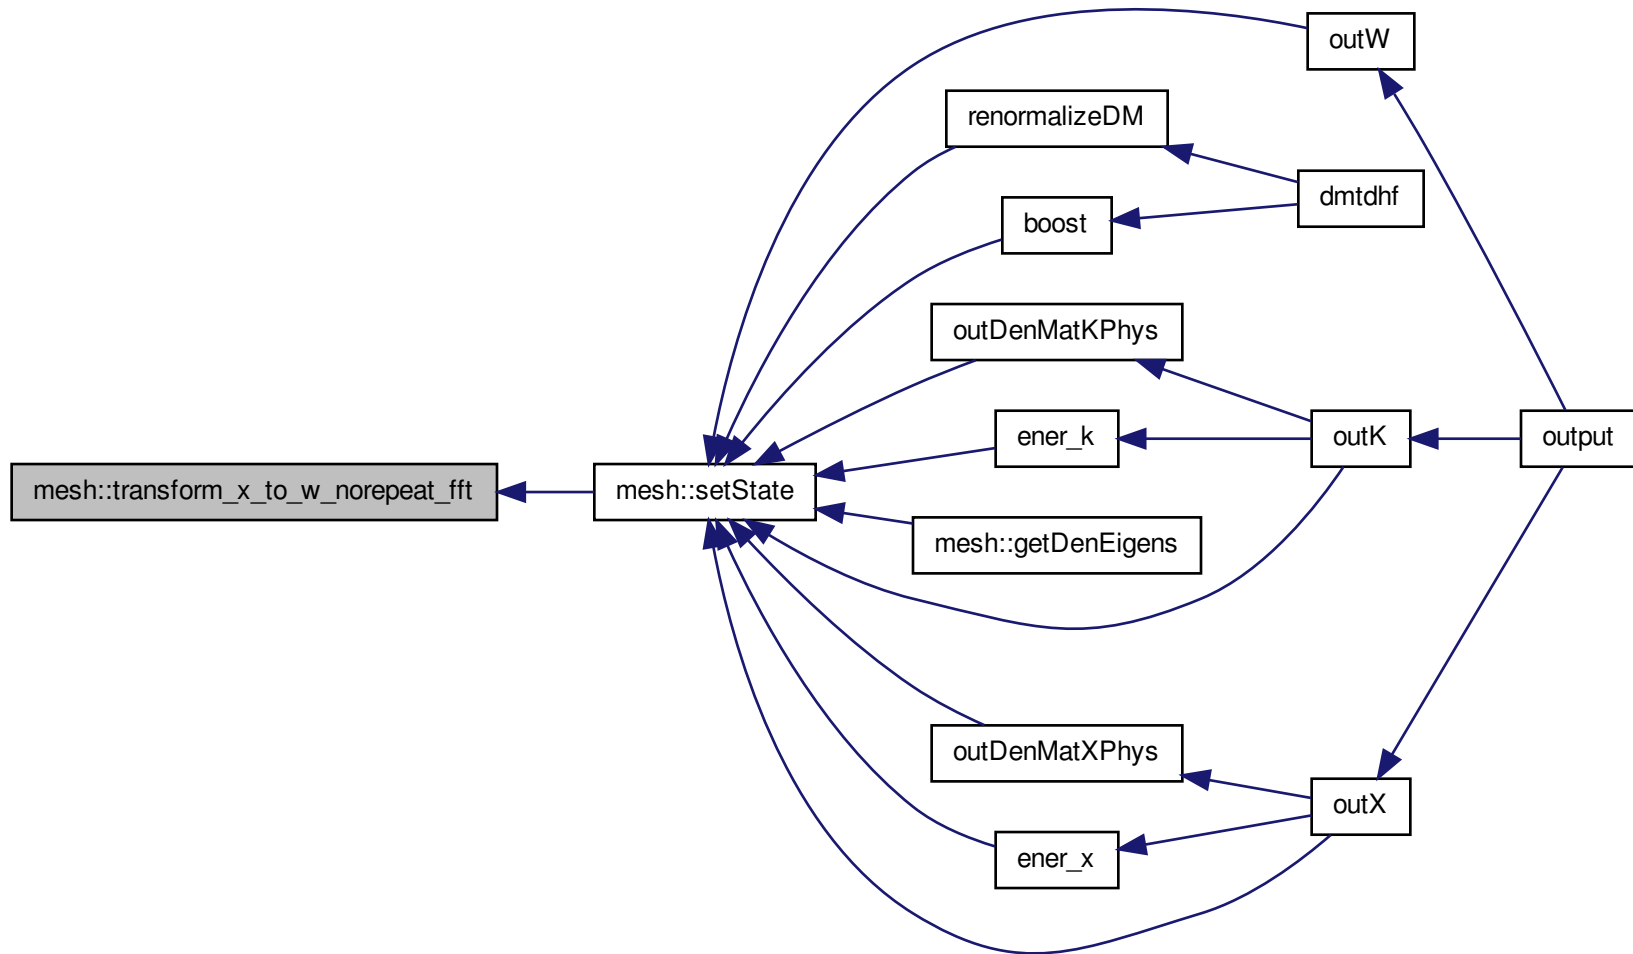 outW
renormalizeDM
dmtdhf
boost
outDenMatKPhys
ener_k
outK
output
mesh::transform_x_to_w_norepeat_fft
mesh::setState
mesh::getDenEigens
outDenMatXPhys
outX
ener_x